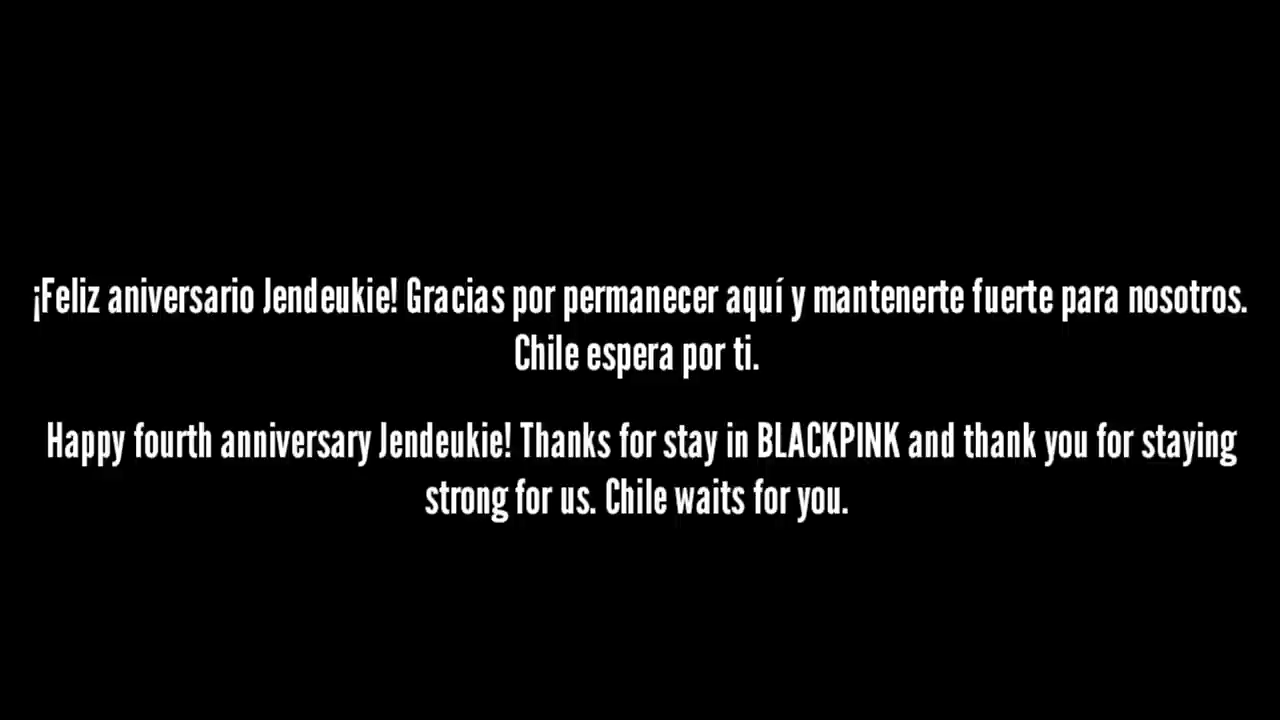 ¡Feliz aniversario Jendeukie! Gracias por permanecer aquí y mantenerte fuerte para nosotros.
Chile espera por ti.
Happy fourth anniversary Jendeukie! Thanks for stay in BLACKPINK and thank you for staying
strong for us. Chile waits for you.